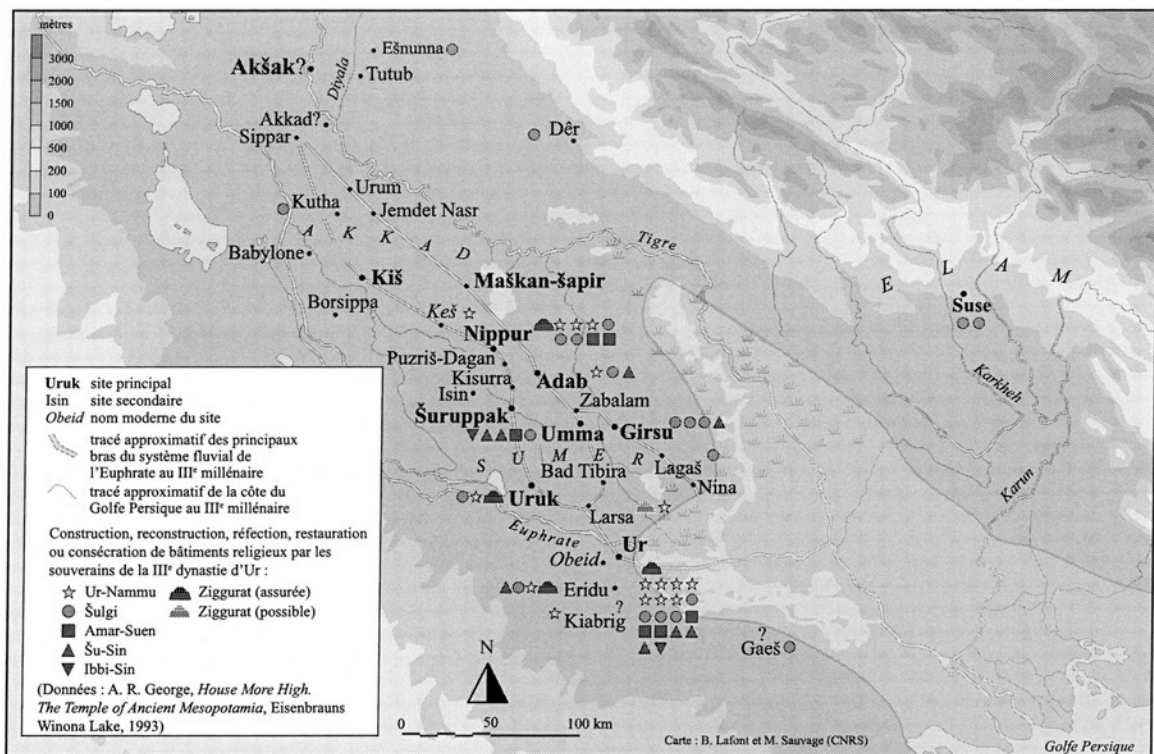 mètres
3000
2000
1500
1000
500
200
100
0
Akšak?
Diyala
Ešnunna
Tutub
Akkad?
Sippar
Dêr
Urum
Kutha
Jemdet Nasr
A K K A D
Tigre
Babylone
Kiš
Maškan-šapir
E L A M
Suse
Borsippa
Keš
Nippur
Puzriš-Dagan
Kisurra
Adab
Isin
Zabalam
Karkheh
Šuruppak
Umma
Girsu
S U M E R
Bad Tibira
Lagaš
Nina
Karun
Uruk
Larsa
Euphrate
Ur
Obeid
Eridu
?
Kiabrig
?
Gaeš
Uruk site principal
Isin site secondaire
Obeid nom moderne du site
tracé approximatif des principaux
bras du système fluvial de
l'Euphrate au IIIe millénaire
tracé approximatif de la côte du
Golfe Persique au IIIe millénaire
Construction, reconstruction, réfection, restauration
ou consécration de bâtiments religieux par les
souverains de la IIIe dynastie d'Ur :
Ur-Nammu Ziggurat (assurée)
Šulgi Ziggurat (possible)
Amar-Suen
Šu-Sin
Ibbi-Sin
(Données : A. R. George, House More High.
The Temple of Ancient Mesopotamia, Eisenbrauns
Winona Lake, 1993)
N
0 50 100 km
Carte : B. Lafont et M. Sauvage (CNRS)
Golfe Persique